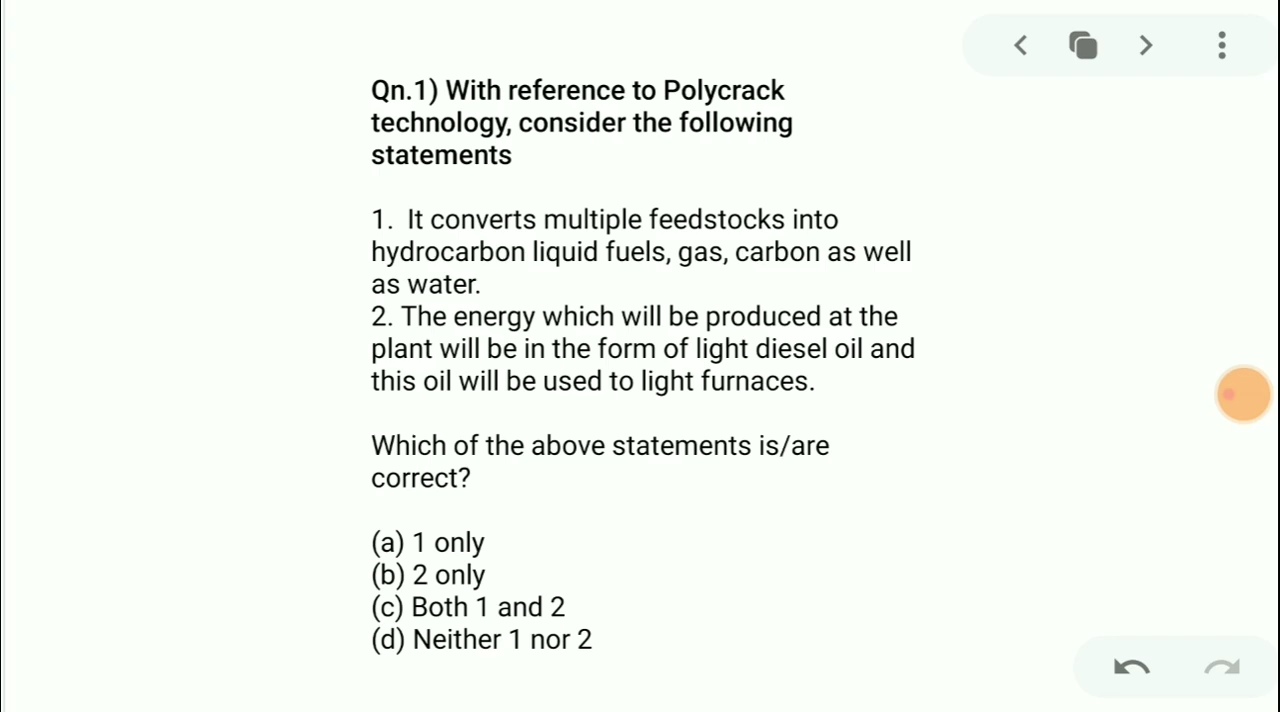 Qn.1) With reference to Polycrack
technology, consider the following
statements
1. It converts multiple feedstocks into
hydrocarbon liquid fuels, gas, carbon as well
as water.
2. The energy which will be produced at the
plant will be in the form of light diesel oil and
this oil will be used to light furnaces.
Which of the above statements is/are
correct?
(a) 1 only
(b) 2 only
(c) Both 1 and 2
(d) Neither 1 nor 2